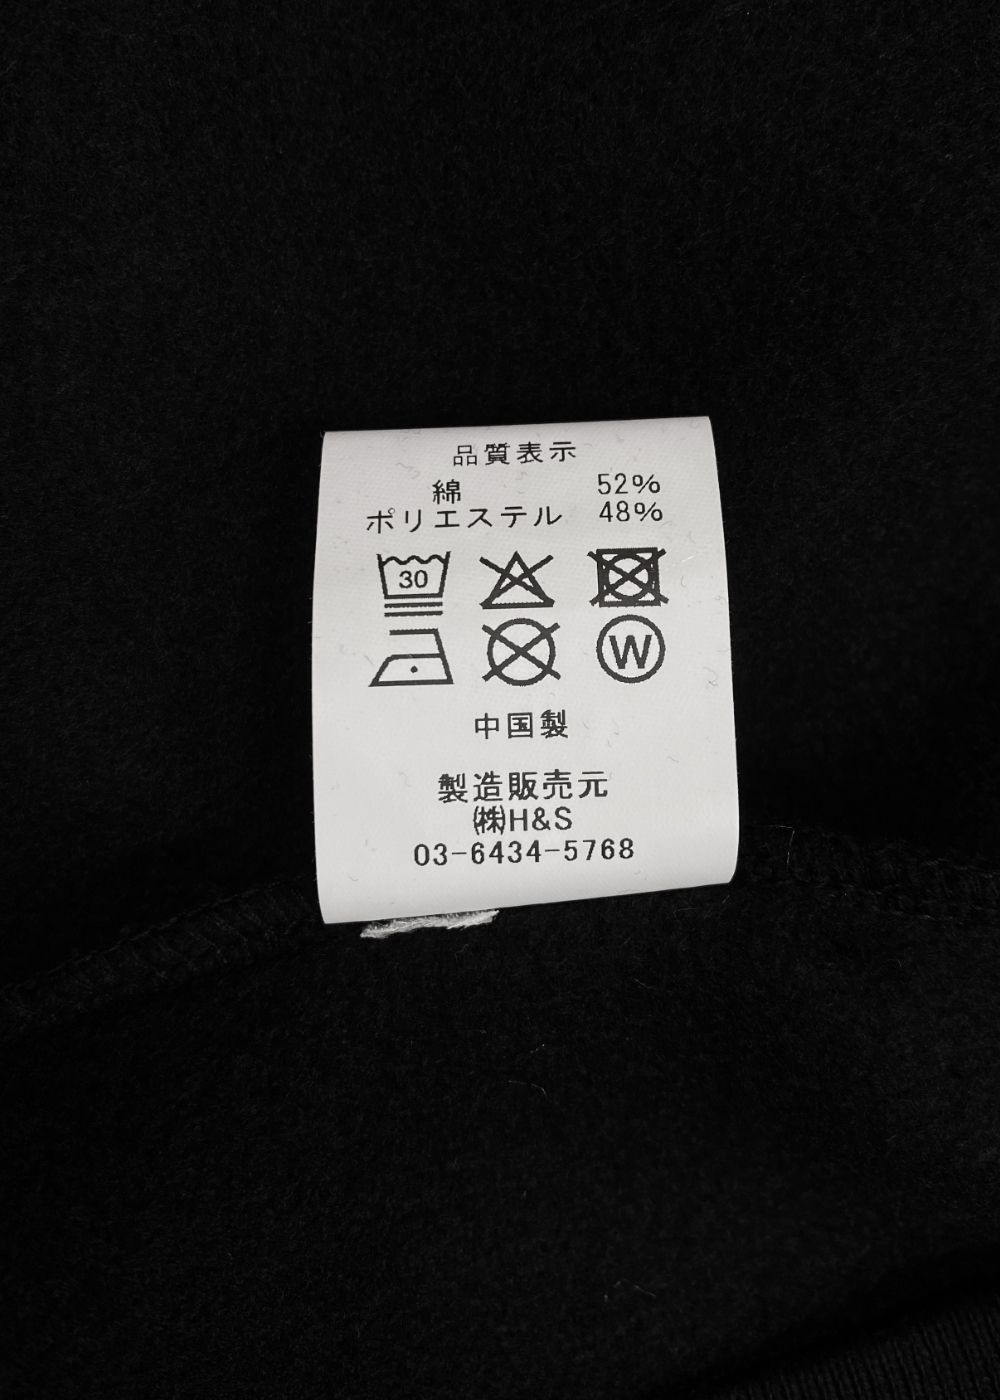 品質表示
綿 52%
ポリエステル 48%
30
W
中国製
製造販売元
㈱H&S
03-6434-5768